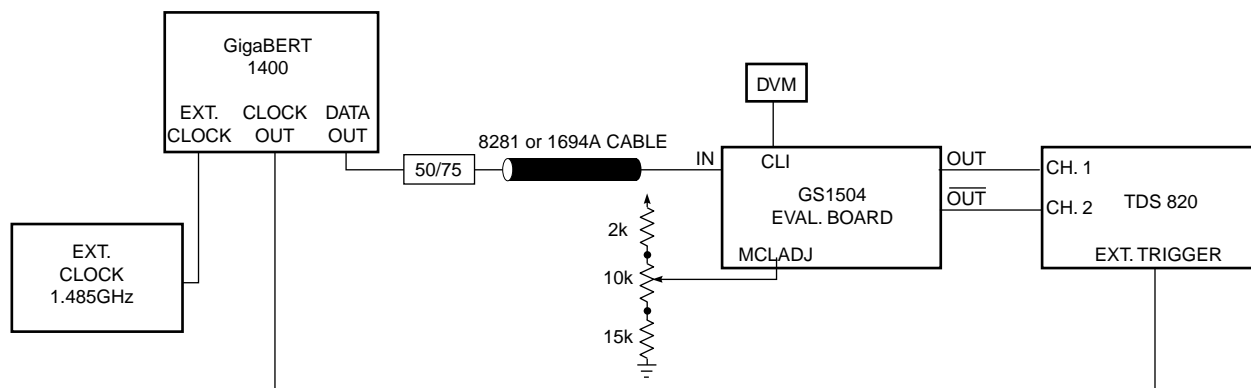 GigaBERT
1400
EXT.
CLOCK
CLOCK
OUT
DATA
OUT
50/75
8281 or 1694A CABLE
IN
DVM
CLI
GS1504
EVAL. BOARD
MCLADJ
OUT
OUT
CH. 1
CH. 2
TDS 820
EXT. TRIGGER
EXT.
CLOCK
1.485GHz
2k
10k
15k